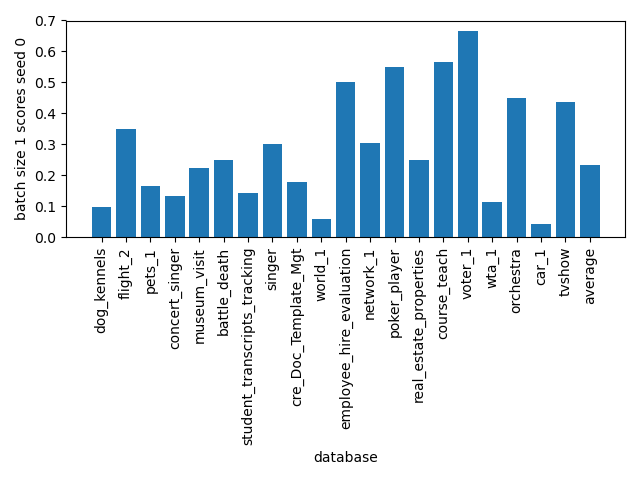 batch size 1 scores seed 0
0.7
0.6
0.5
0.4
0.3
0.2
0.1
0.0
dog_kennels
flight_2
pets_1
concert_singer
museum_visit
battle_death
student_transcripts_tracking
singer
cre_Doc_Template_Mgt
world_1
employee_hire_evaluation
network_1
poker_player
real_estate_properties
course_teach
voter_1
wta_1
orchestra
car_1
tvshow
average
database